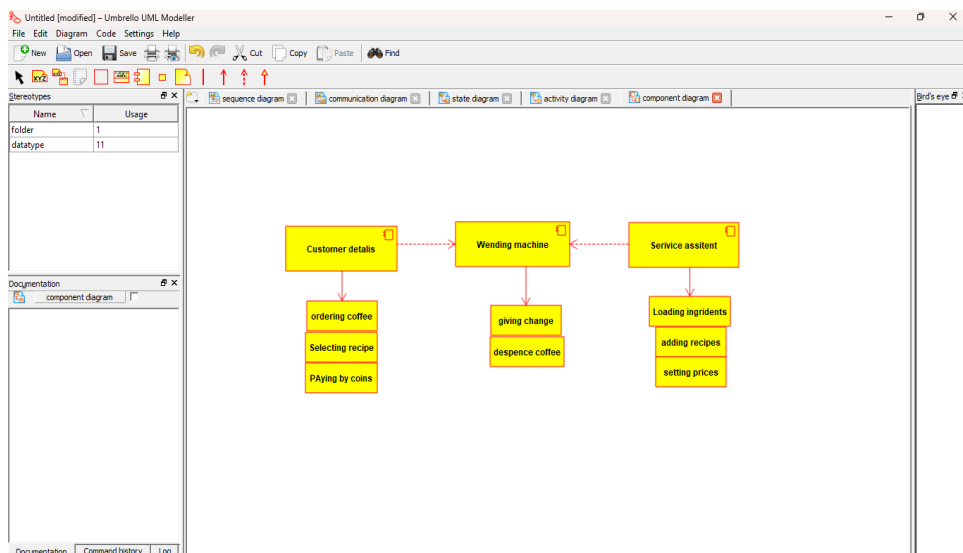 Untitled [modified] – Umbrello UML Modeller
File Edit Diagram Code Settings Help
New Open Save Cut Copy Paste Find
XYZ ABC
Stereotypes
sequence diagram communication diagram state diagram activity diagram component diagram
Bird's eye
Name Usage
folder 1
datatype 11
Customer detalis
Wending machine
Serivice assitent
Documentation
component diagram
ordering coffee
Selecting recipe
PAying by coins
giving change
despence coffee
Loading ingridents
adding recipes
setting prices
Documentation Command history Log